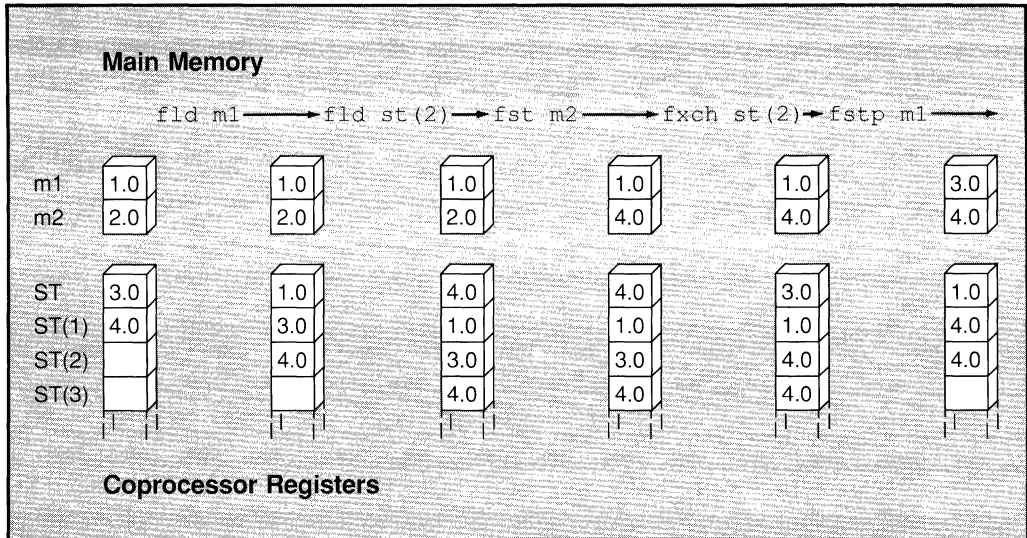 Main Memory
fld m1 fld st(2) fst m2 fxch st(2) fstp m1
m1 1.0 1.0 1.0 1.0 1.0 3.0
m2 2.0 2.0 2.0 4.0 4.0 4.0
ST 3.0 1.0 4.0 4.0 3.0 1.0
ST(1) 4.0 3.0 1.0 1.0 1.0 4.0
ST(2) 4.0 3.0 3.0 4.0 4.0
ST(3) 4.0 4.0 4.0
Coprocessor Registers